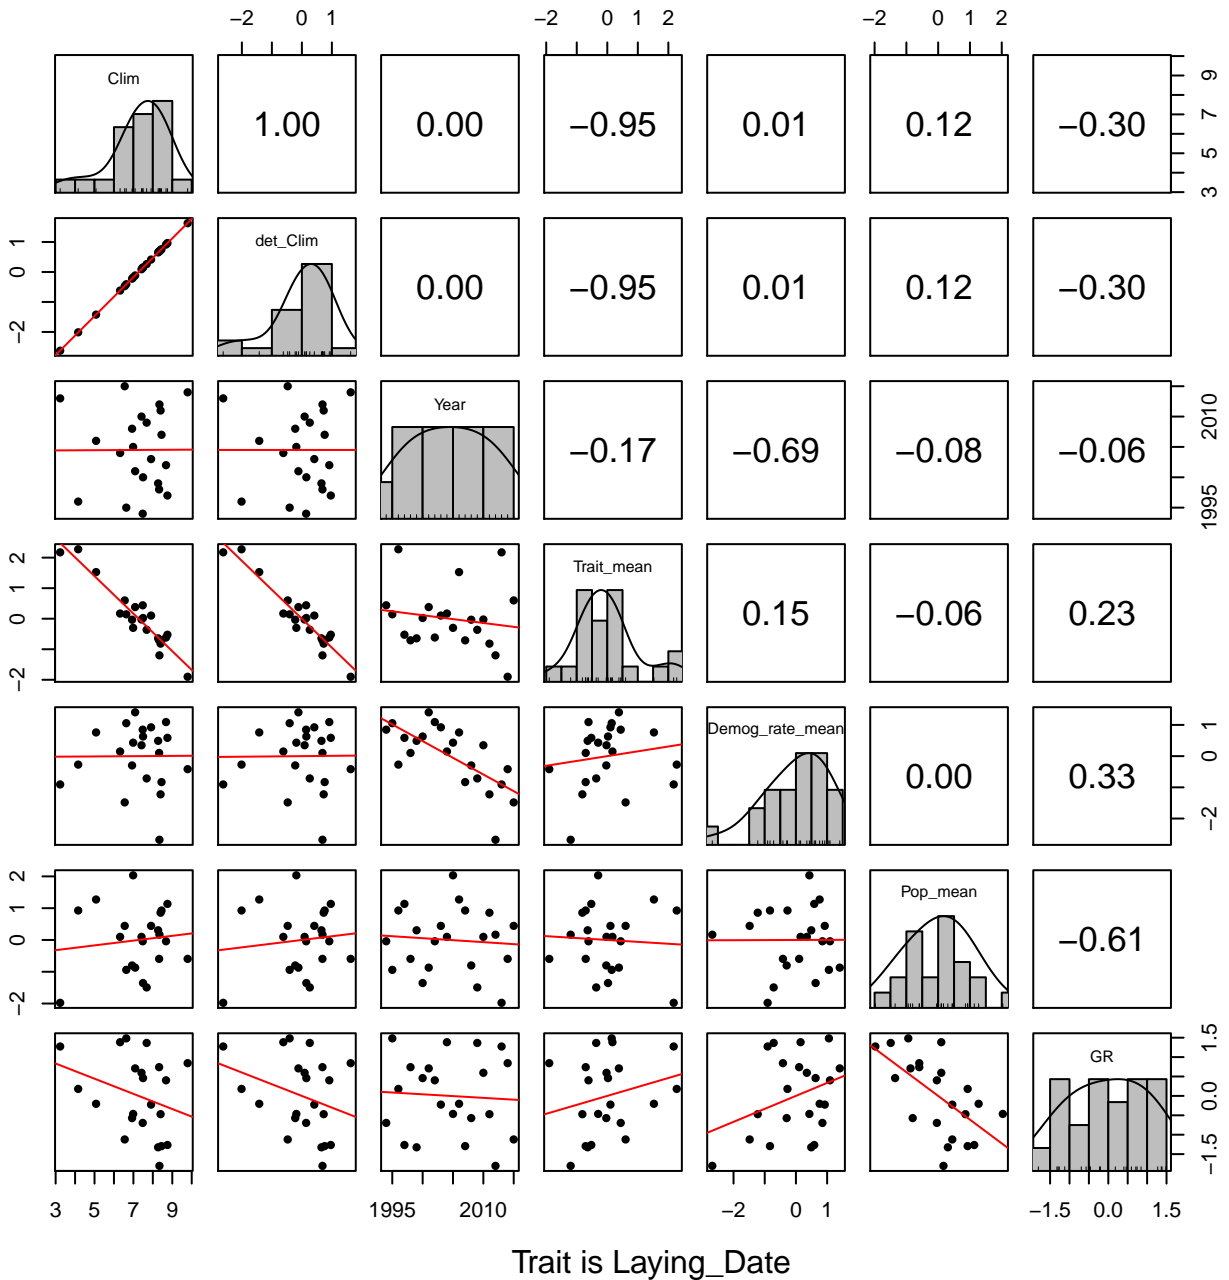 −2 0 1 −2 0 1 2 −2 0 1 2
Clim 1.00 0.00 −0.95 0.01 0.12 −0.30 3 5 7 9
−2 0 1 det_Clim 0.00 −0.95 0.01 0.12 −0.30
Year −0.17 −0.69 −0.08 −0.06 1995 2010
−2 0 1 2 Trait_mean 0.15 −0.06 0.23
Demog_rate_mean 0.00 0.33 −2 0 1
−2 0 1 2 Pop_mean −0.61
GR −1.5 0.0 1.5
3 5 7 9 1995 2010 −2 0 1 −1.5 0.0 1.5
Trait is Laying_Date